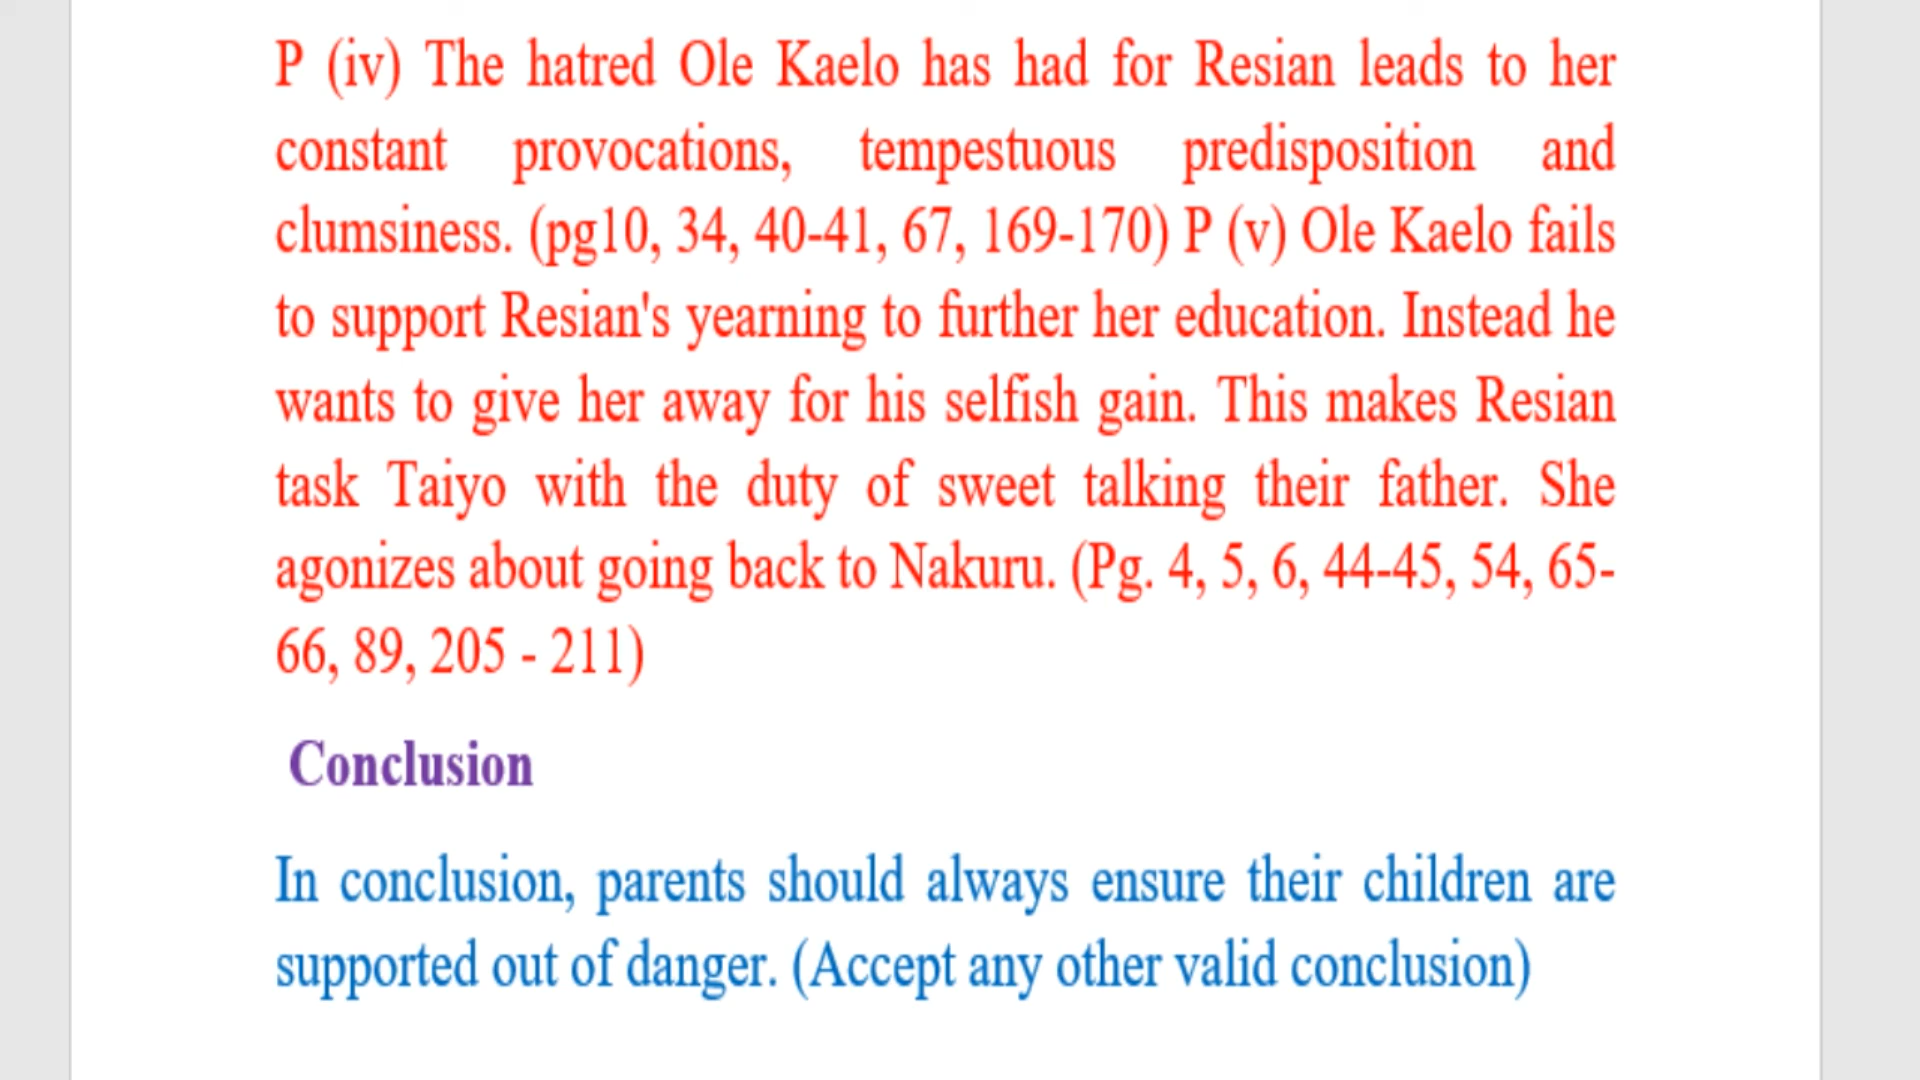 P (iv) The hatred Ole Kaelo has had for Resian leads to her
constant provocations, tempestuous predisposition and
clumsiness. (pg10, 34, 40-41, 67, 169-170) P (v) Ole Kaelo fails
to support Resian's yearning to further her education. Instead he
wants to give her away for his selfish gain. This makes Resian
task Taiyo with the duty of sweet talking their father. She
agonizes about going back to Nakuru. (Pg. 4, 5, 6, 44-45, 54, 65-
66, 89, 205 - 211)
Conclusion
In conclusion, parents should always ensure their children are
supported out of danger. (Accept any other valid conclusion)